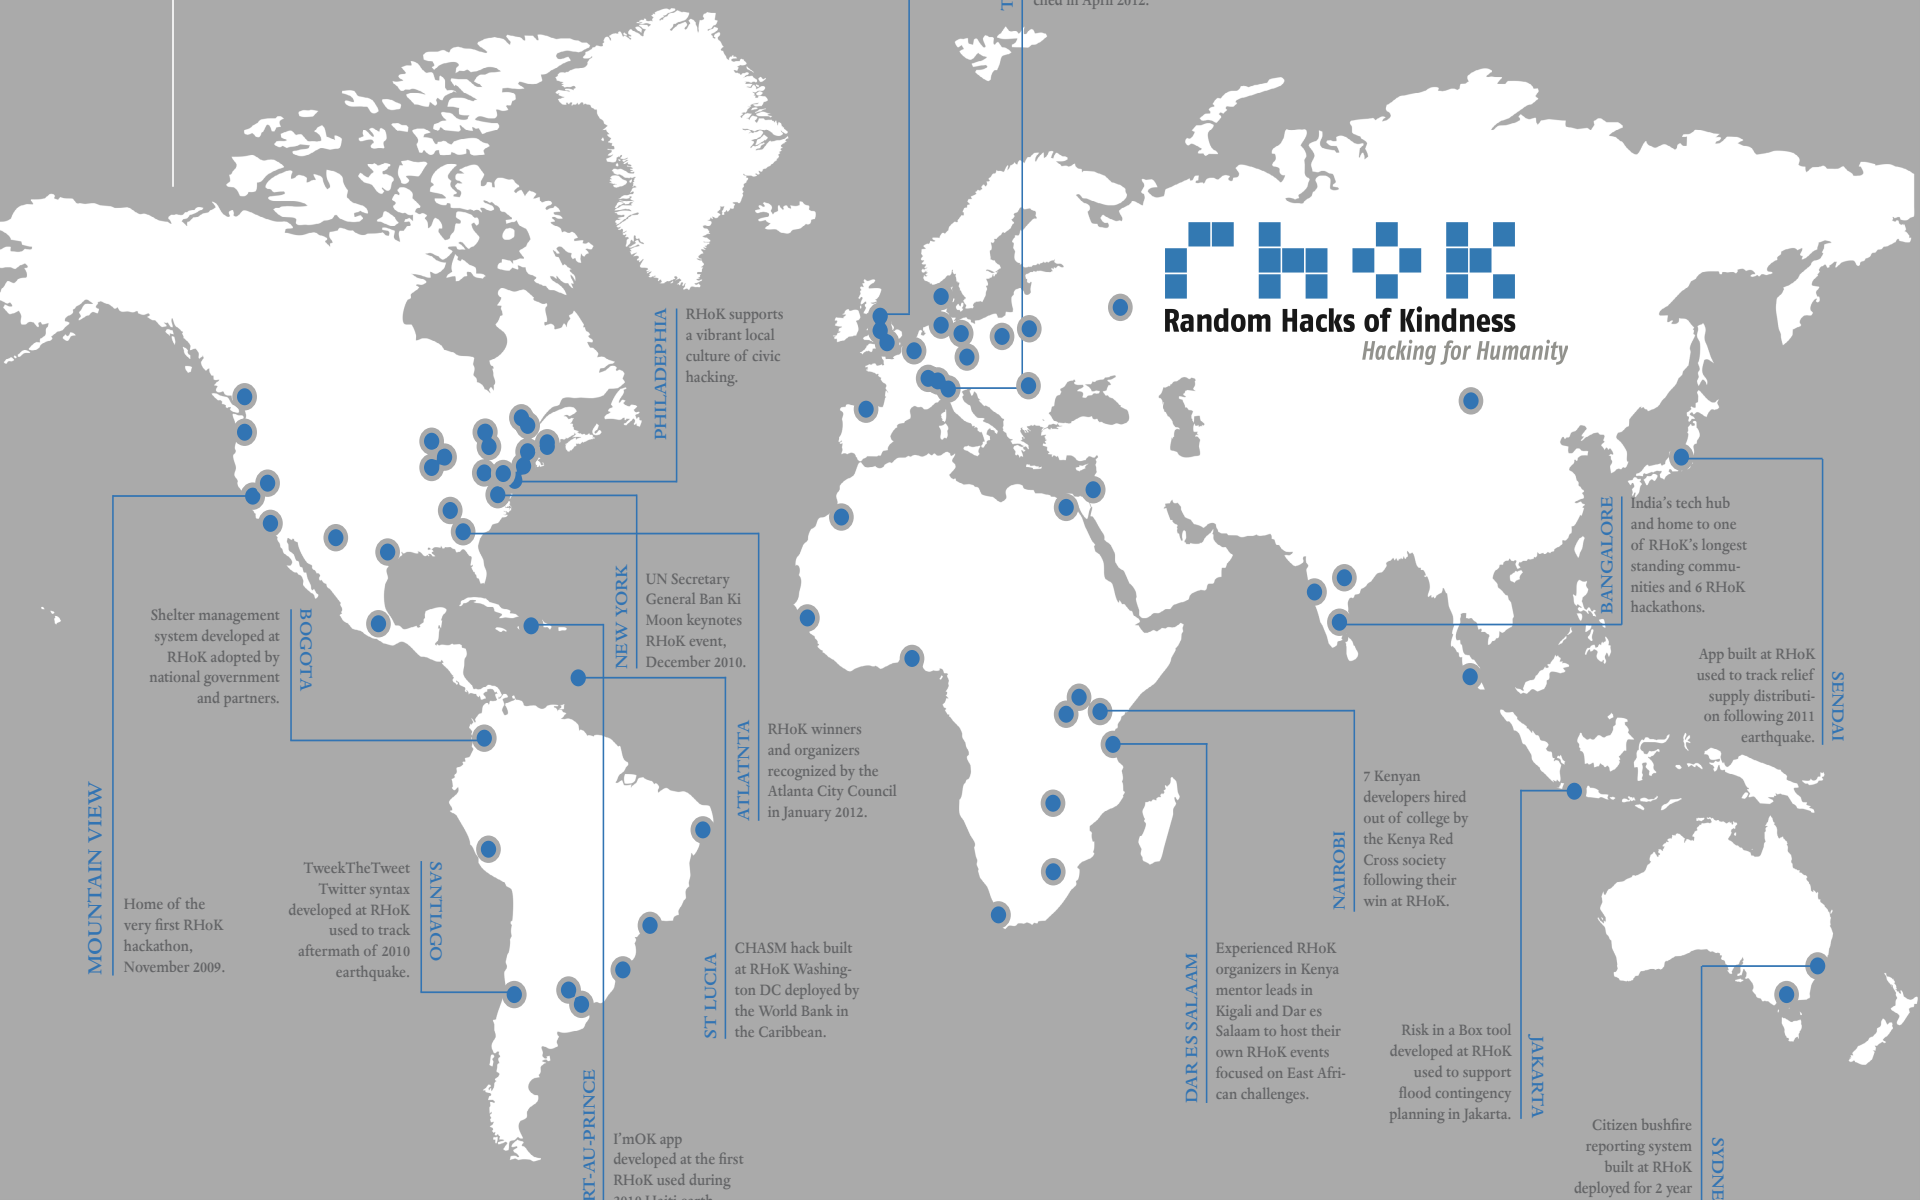 ched in April 2012.
rhok
Random Hacks of Kindness
Hacking for Humanity
PHILADEPHIA
RHoK supports
a vibrant local
culture of civic
hacking.
BANGALORE
India's tech hub
and home to one
of RHoK's longest
standing commu-
nities and 6 RHoK
hackathons.
NEW YORK
UN Secretary
General Ban Ki
Moon keynotes
RHoK event,
December 2010.
Shelter management
system developed at
RHoK adopted by
national government
and partners.
BOGOTA
App built at RHoK
used to track relief
supply distributi-
on following 2011
earthquake.
SENDAI
ATLATNTA
RHoK winners
and organizers
recognized by the
Atlanta City Council
in January 2012.
NAIROBI
7 Kenyan
developers hired
out of college by
the Kenya Red
Cross society
following their
win at RHoK.
MOUNTAIN VIEW
Home of the
very first RHoK
hackathon,
November 2009.
TweekTheTweet
Twitter syntax
developed at RHoK
used to track
aftermath of 2010
earthquake.
SANTIAGO
ST LUCIA
CHASM hack built
at RHoK Washing-
ton DC deployed by
the World Bank in
the Caribbean.
DAR ES SALAAM
Experienced RHoK
organizers in Kenya
mentor leads in
Kigali and Dar es
Salaam to host their
own RHoK events
focused on East Afri-
can challenges.
Risk in a Box tool
developed at RHoK
used to support
flood contingency
planning in Jakarta.
JAKARTA
RT-AU-PRINCE
I'mOK app
developed at the first
RHoK used during
2010 Haiti earth-
Citizen bushfire
reporting system
built at RHoK
deployed for 2 year
SYDNE